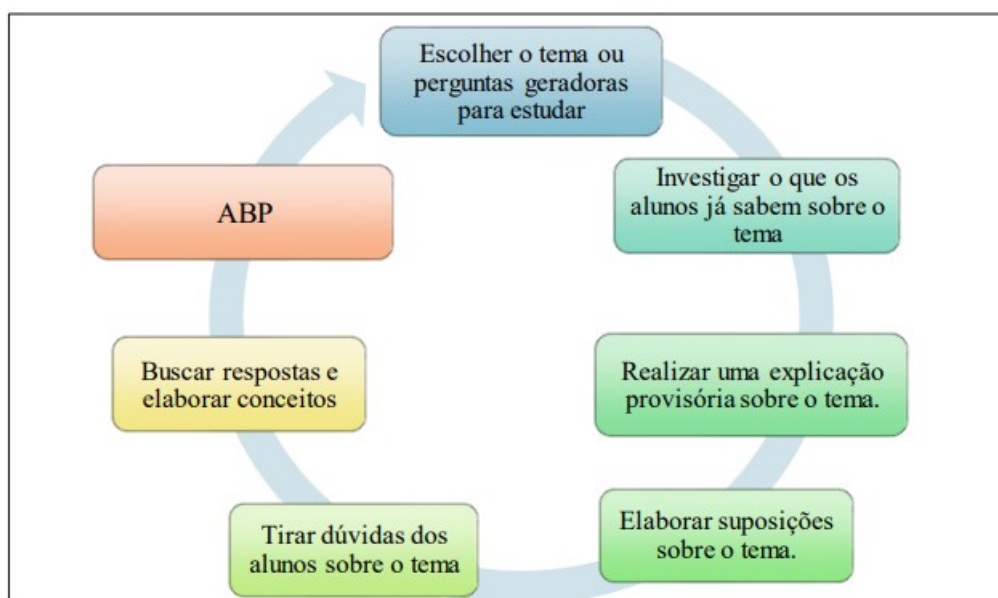 Escolher o tema ou
perguntas geradoras
para estudar
Investigar o que os
alunos já sabem sobre o
tema
Realizar uma explicação
provisória sobre o tema.
Elaborar suposições
sobre o tema.
Tirar dúvidas dos
alunos sobre o tema
Buscar respostas e
elaborar conceitos
ABP